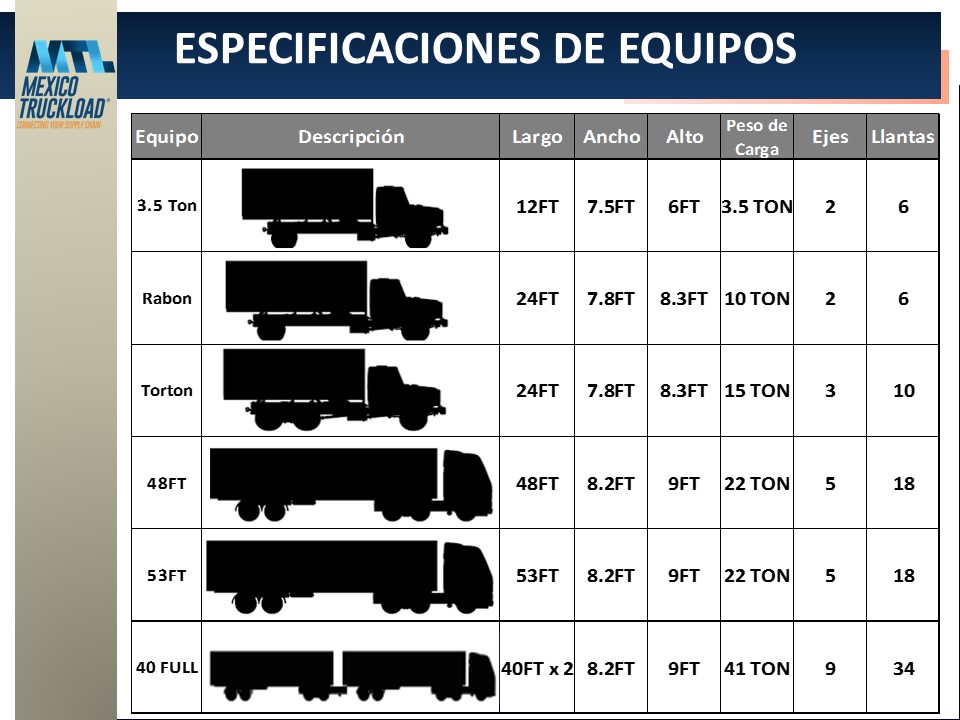 ESPECIFICACIONES DE EQUIPOS
MTL
MEXICO
TRUCKLOAD®
CONNECTING YOUR SUPPLY CHAIN
Equipo Descripción Largo Ancho Alto Peso de Carga Ejes Llantas
3.5 Ton 12FT 7.5FT 6FT 3.5 TON 2 6
Rabon 24FT 7.8FT 8.3FT 10 TON 2 6
Torton 24FT 7.8FT 8.3FT 15 TON 3 10
48FT 48FT 8.2FT 9FT 22 TON 5 18
53FT 53FT 8.2FT 9FT 22 TON 5 18
40 FULL 40FT x 2 8.2FT 9FT 41 TON 9 34